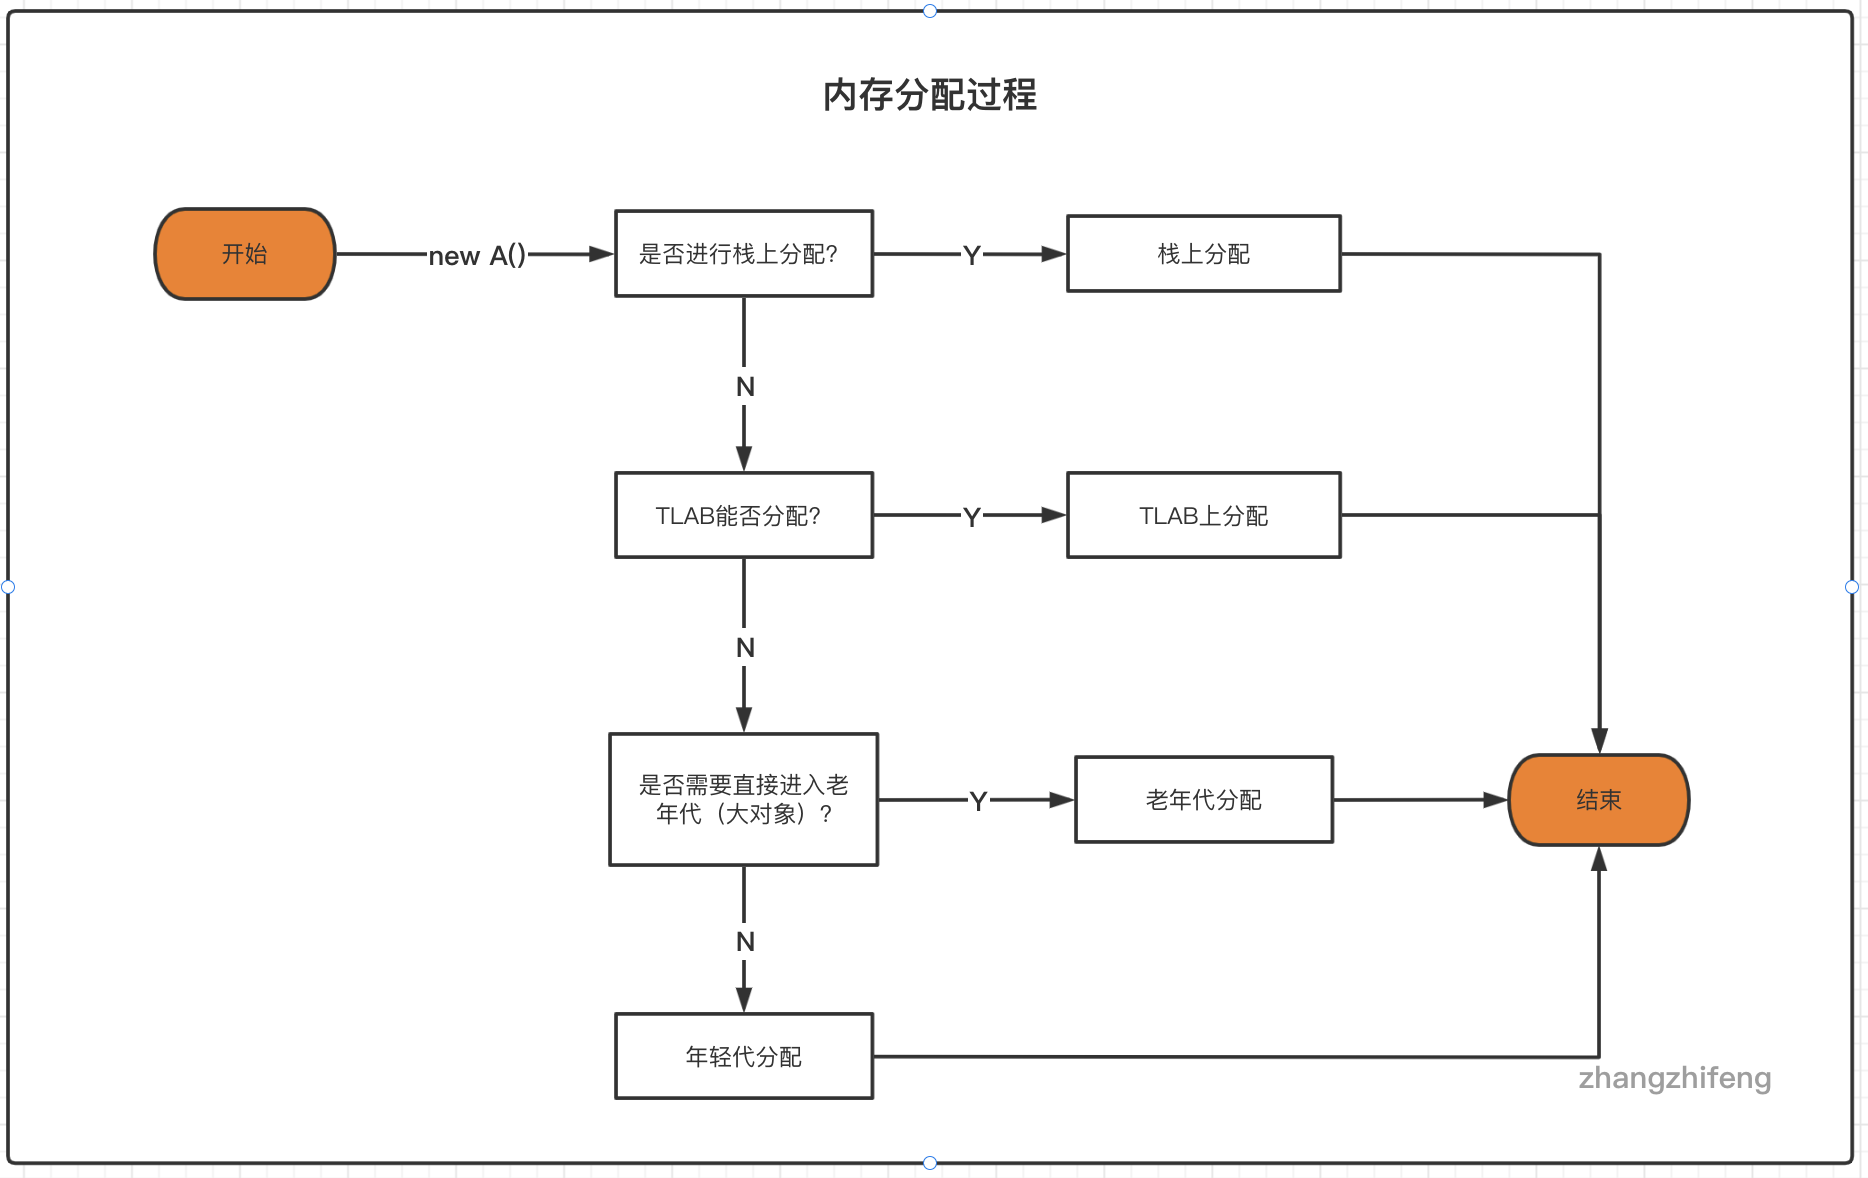 内存分配过程
开始
new A()
是否进行栈上分配?
Y
栈上分配
N
TLAB能否分配?
Y
TLAB上分配
N
是否需要直接进入老
年代（大对象）?
Y
老年代分配
结束
N
年轻代分配
zhangzhifeng